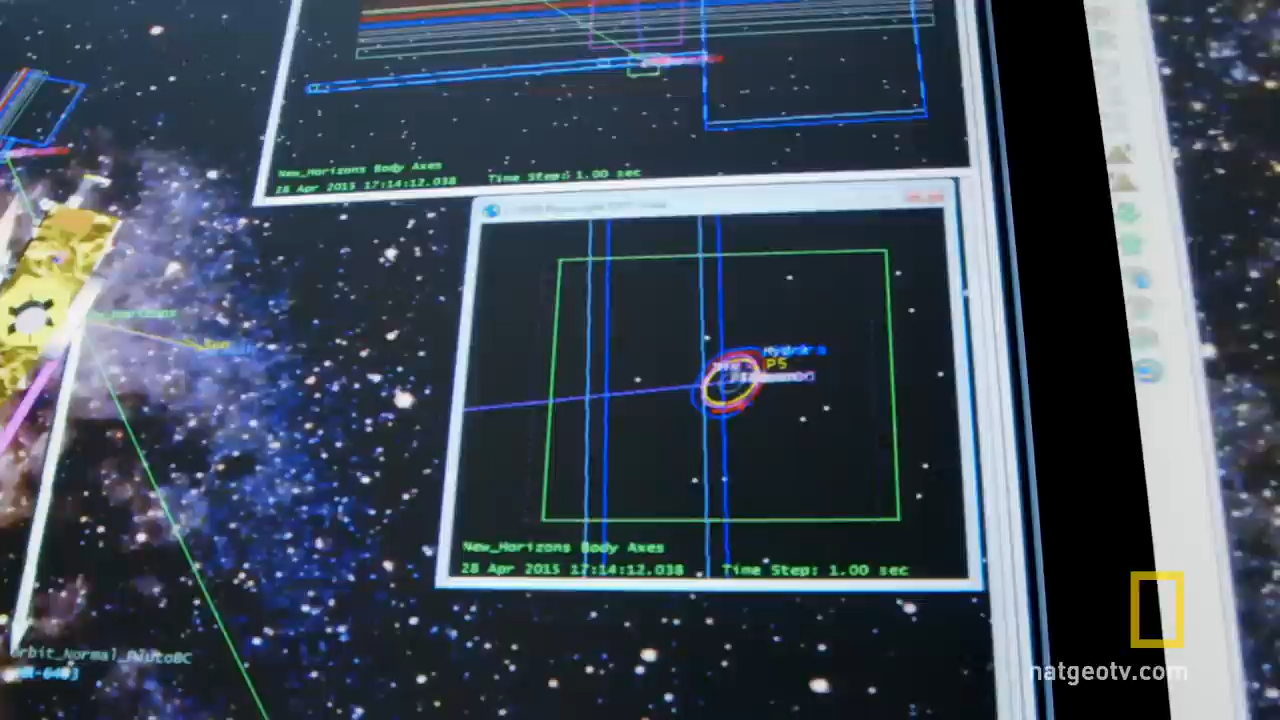 New_Horizons Body Axes
28 Apr 2015 17:14:12.038 Time Step: 1.00 sec
Hydra
P5
New_Horizons Body Axes
28 Apr 2015 17:14:12.038 Time Step: 1.00 sec
Orbit_Normal_PlutoBC
natgeotv.com